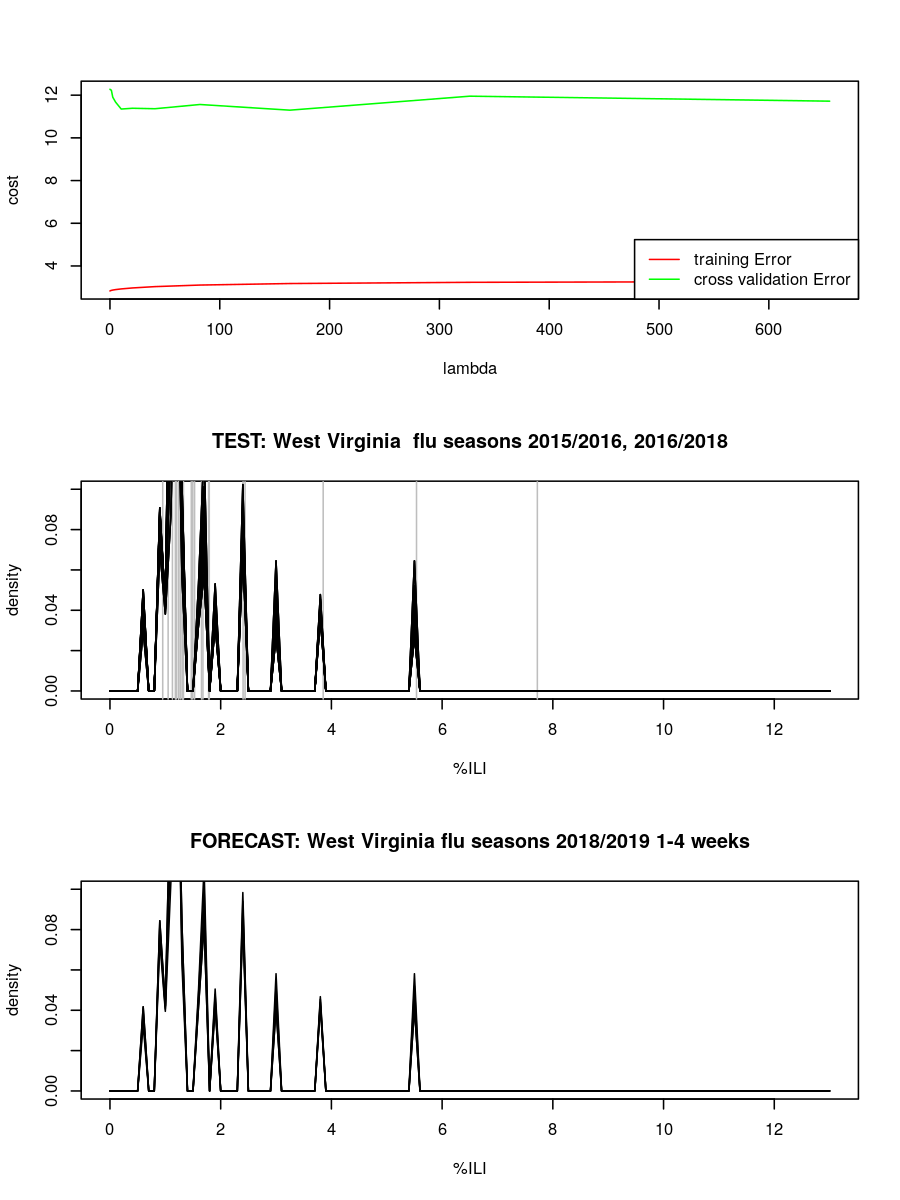 12
10
8
6
4
cost
training Error
cross validation Error
0 100 200 300 400 500 600
lambda
TEST: West Virginia  flu seasons 2015/2016, 2016/2018
0.08
0.04
0.00
density
0 2 4 6 8 10 12
%ILI
FORECAST: West Virginia flu seasons 2018/2019 1-4 weeks
0.08
0.04
0.00
density
0 2 4 6 8 10 12
%ILI